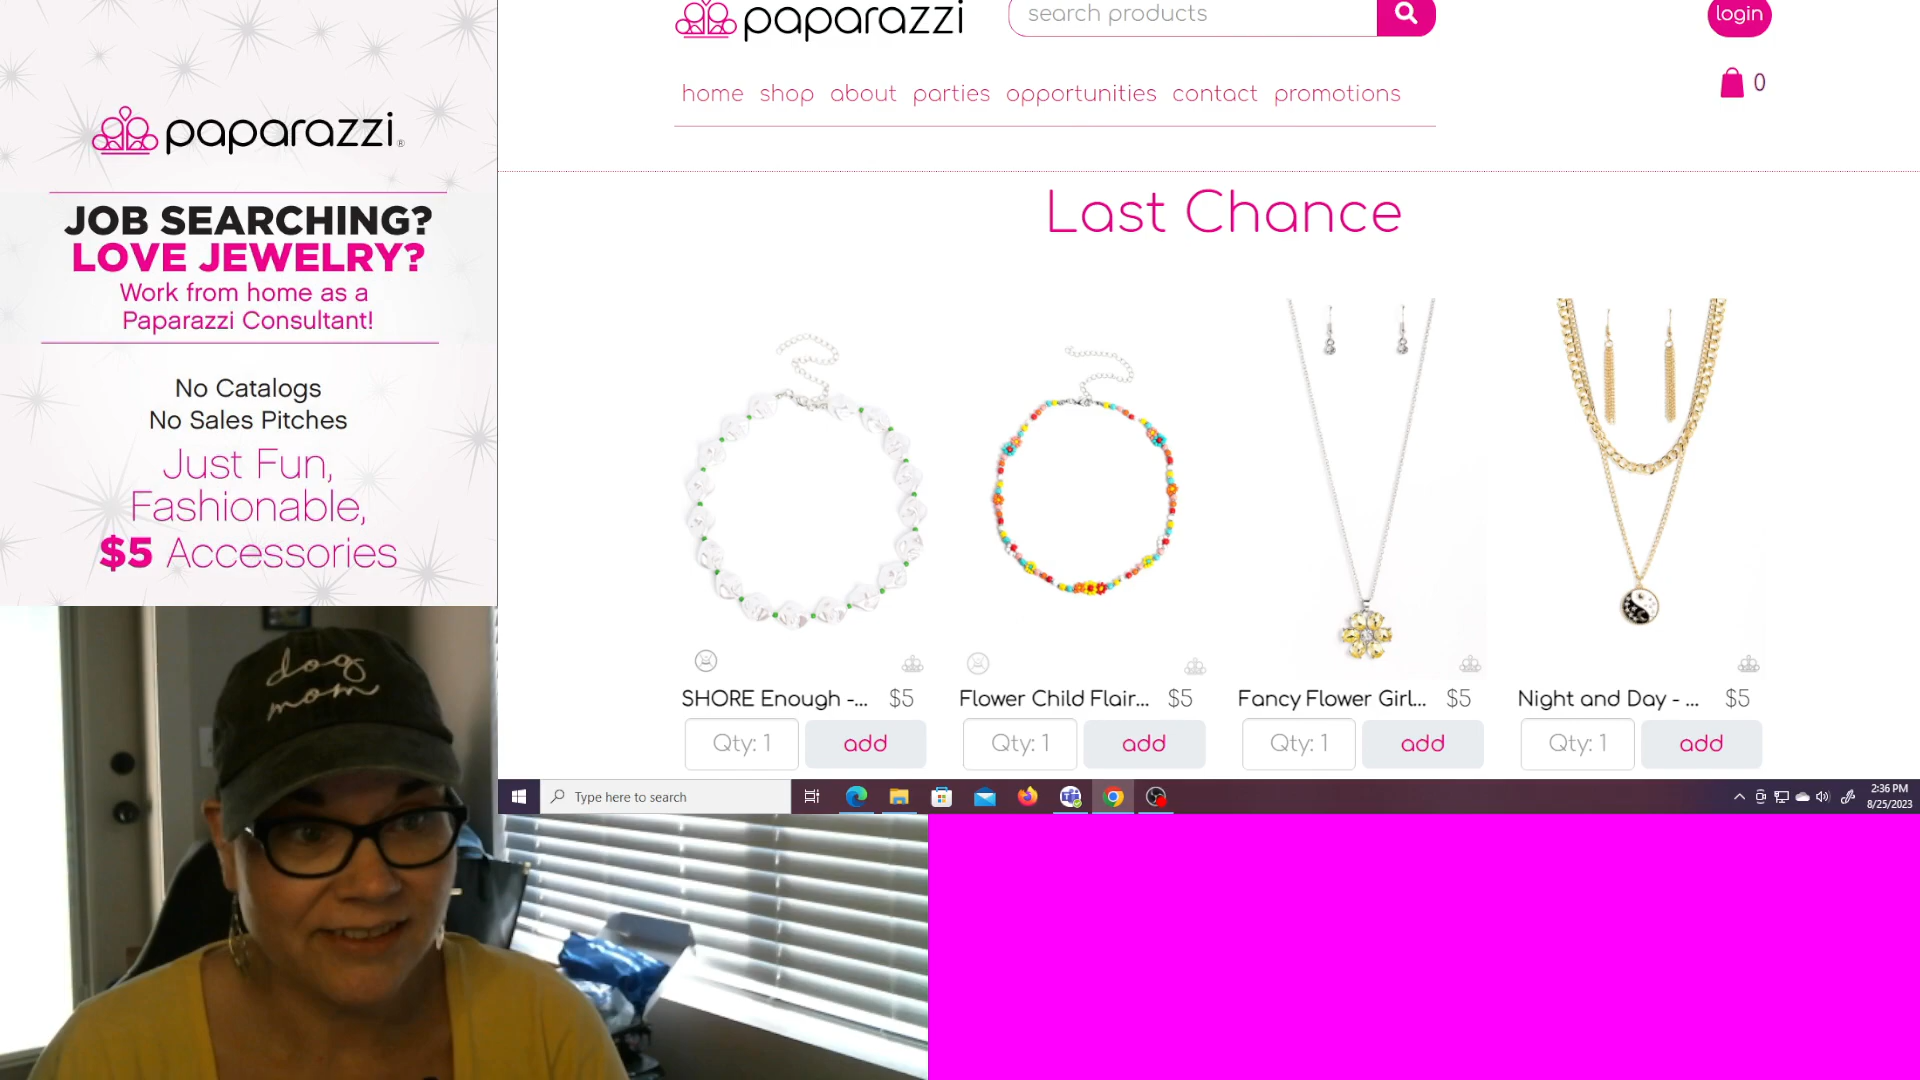 paparazzi®
JOB SEARCHING?
LOVE JEWELRY?
Work from home as a
Paparazzi Consultant!
No Catalogs
No Sales Pitches
Just Fun,
Fashionable,
$5 Accessories
dog
mom
paparazzi
search products
login
0
home shop about parties opportunities contact promotions
Last Chance
SHORE Enough -... $5
Flower Child Flair... $5
Fancy Flower Girl... $5
Night and Day - ... $5
Qty: 1 add
Qty: 1 add
Qty: 1 add
Qty: 1 add
Type here to search
2:36 PM
8/25/2023